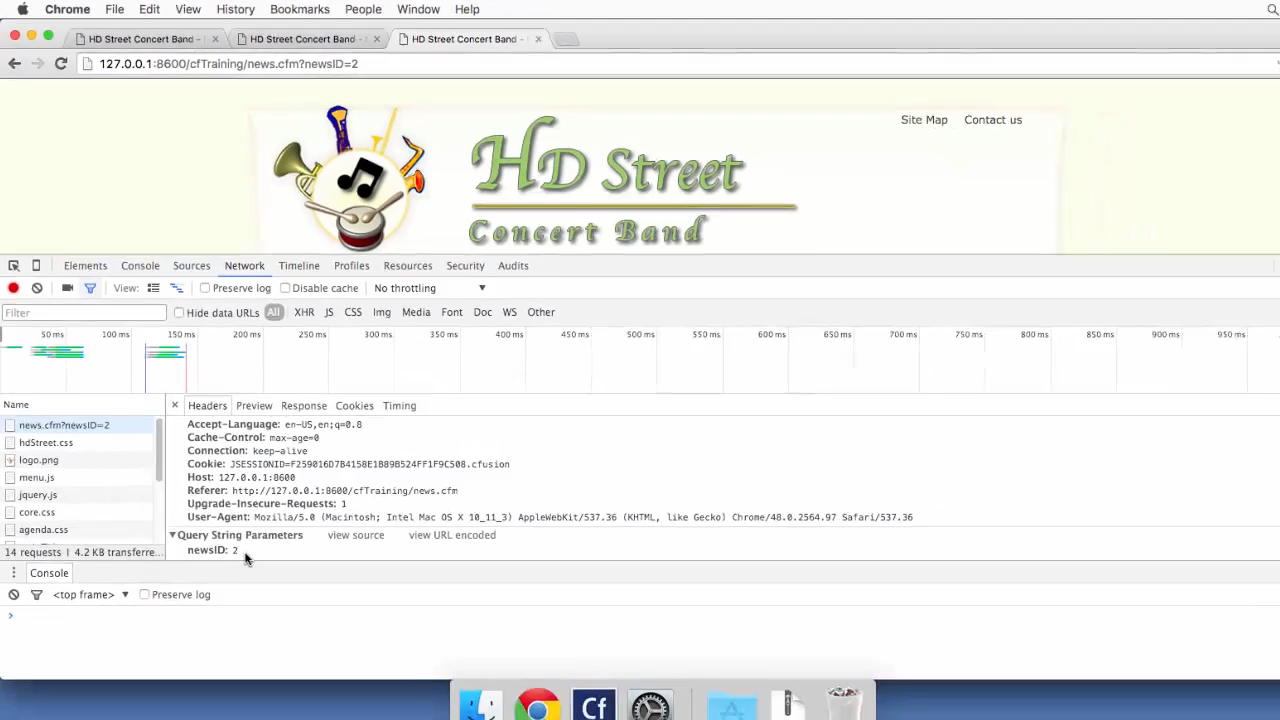 Chrome File Edit View History Bookmarks People Window Help
HD Street Concert Band - HD Street Concert Band - HD Street Concert Band -
127.0.0.1:8600/cfTraining/news.cfm?newsID=2
Site Map Contact us
HD Street
Concert Band
Elements Console Sources Network Timeline Profiles Resources Security Audits
View: Preserve log Disable cache No throttling
Filter Hide data URLs All XHR JS CSS Img Media Font Doc WS Other
50 ms 100 ms 150 ms 200 ms 250 ms 300 ms 350 ms 400 ms 450 ms 500 ms 550 ms 600 ms 650 ms 700 ms 750 ms 800 ms 850 ms 900 ms 950 ms
Name Headers Preview Response Cookies Timing
news.cfm?newsID=2
hdStreet.css
logo.png
menu.js
jquery.js
core.css
agenda.css
14 requests | 4.2 KB transferre...
Accept-Language: en-US,en;q=0.8
Cache-Control: max-age=0
Connection: keep-alive
Cookie: JSESSIONID=F259016D7B4158E1B89B524FF1F9C508.cfusion
Host: 127.0.0.1:8600
Referer: http://127.0.0.1:8600/cfTraining/news.cfm
Upgrade-Insecure-Requests: 1
User-Agent: Mozilla/5.0 (Macintosh; Intel Mac OS X 10_11_3) AppleWebKit/537.36 (KHTML, like Gecko) Chrome/48.0.2564.97 Safari/537.36
Query String Parameters view source view URL encoded
newsID: 2
Console
<top frame> Preserve log
Cf